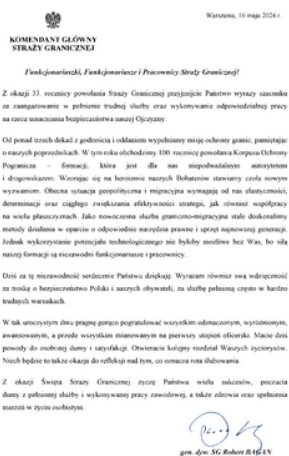 Warszawa, 16 maja 2024 r.
KOMENDANT GŁÓWNY
STRAŻY GRANICZNEJ
Funkcjonariuszki, Funkcjonariusze i Pracownicy Straży Granicznej!
Z okazji 33. rocznicy powołania Straży Granicznej przyjmijcie Państwo wyrazy szacunku
za zaangażowanie w pełnienie trudnej służby oraz wykonywanie odpowiedzialnej pracy
na rzecz umacniania bezpieczeństwa naszej Ojczyzny.
Od ponad trzech dekad z godnością i oddaniem wypełniamy misję ochrony granic, pamiętając
o naszych poprzednikach. W tym roku obchodzimy 100. rocznicę powołania Korpusu Ochrony
Pogranicza – formacji, która jest dla nas niepodważalnym autorytetem
i drogowskazem. Wzorując się na naszych Bohaterach stawiamy czoła nowym
wyzwaniom. Obecna sytuacja geopolityczna i migracyjna wymagają od nas elastyczności,
determinacji oraz ciągłego zwiększania efektywności strategii, jak również współpracy
na wielu płaszczyznach. Jako nowoczesna służba graniczno-migracyjna stale doskonalimy
metody działania w oparciu o odpowiednie narzędzia prawne i sprzęt najnowszej generacji.
Jednak wykorzystanie potencjału technologicznego nie byłoby możliwe bez Was, bo siłą
naszej formacji są niezawodni funkcjonariusze i pracownicy.
Dziś za tę niezawodność serdecznie Państwu dziękuję. Wyrażam również swą wdzięczność
za troskę o bezpieczeństwo Polski i naszych obywateli, za służbę pełnioną często w bardzo
trudnych warunkach.
W tak uroczystym dniu pragnę gorąco pogratulować wszystkim odznaczonym, wyróżnionym,
awansowanym, a przede wszystkim mianowanym na pierwszy stopień oficerski. Macie dziś
powody do osobistej dumy i satysfakcji. Otwieracie kolejny rozdział Waszych życiorysów.
Niech będzie to także okazja do refleksji nad tym, co oznacza rota ślubowania.
Z okazji Święta Straży Granicznej życzę Państwu wielu sukcesów, poczucia
dumy z pełnionej służby i wykonywanej pracy zawodowej, a także zdrowia oraz spełnienia
marzeń w życiu osobistym.
gen. dyw. SG Robert BAGAN